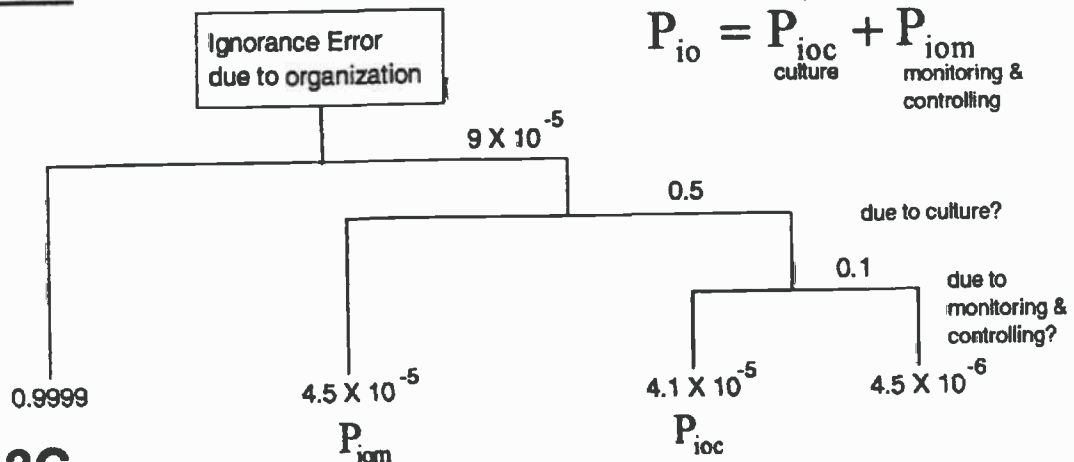 Ignorance Error
due to organization
P_io = P_ioc + P_iom
culture
monitoring &
controlling
9 X 10^-5
0.5
due to culture?
0.1
due to
monitoring &
controlling?
0.9999
4.5 X 10^-5
4.1 X 10^-5
4.5 X 10^-6
P_iom
P_ioc